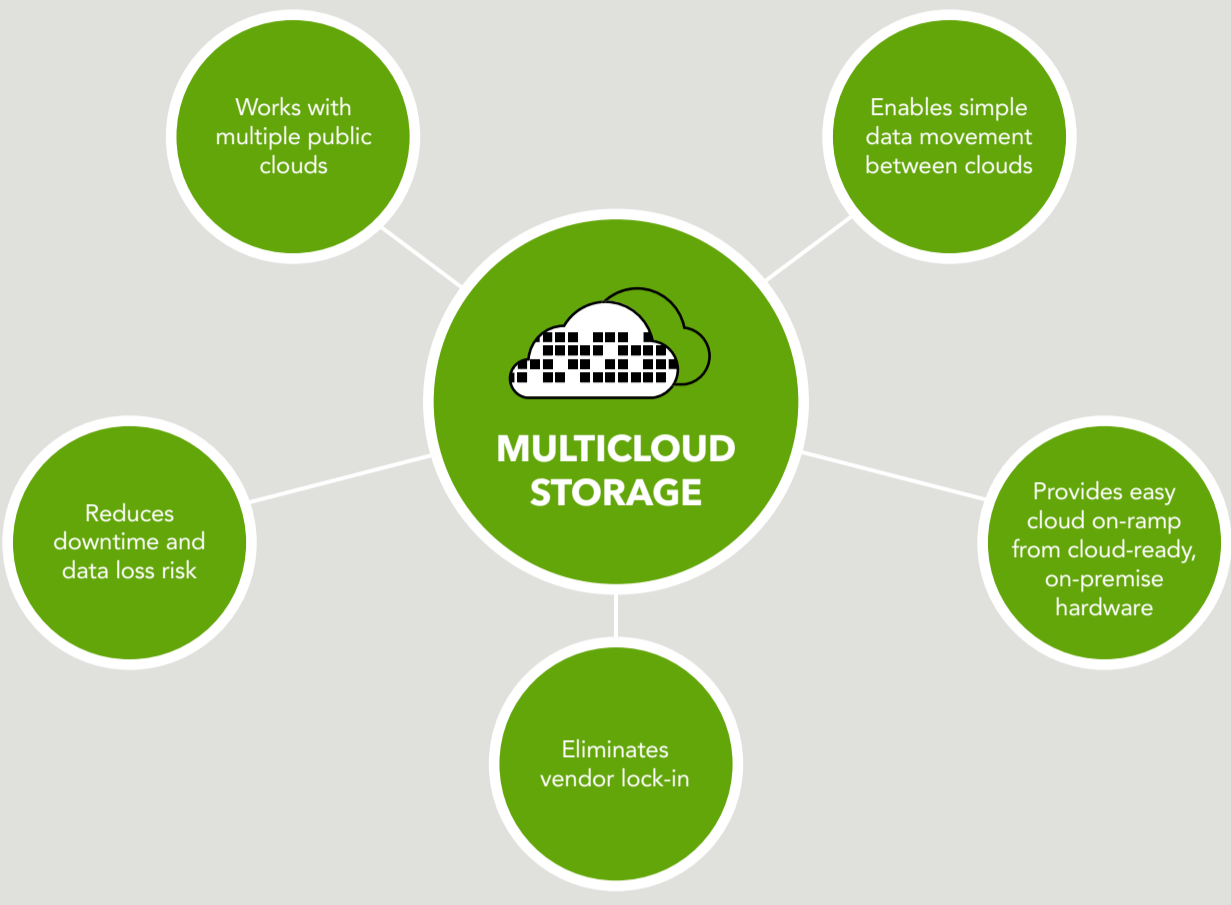 Works with
multiple public
clouds
Enables simple
data movement
between clouds
MULTICLOUD
STORAGE
Reduces
downtime and
data loss risk
Provides easy
cloud on-ramp
from cloud-ready,
on-premise
hardware
Eliminates
vendor lock-in